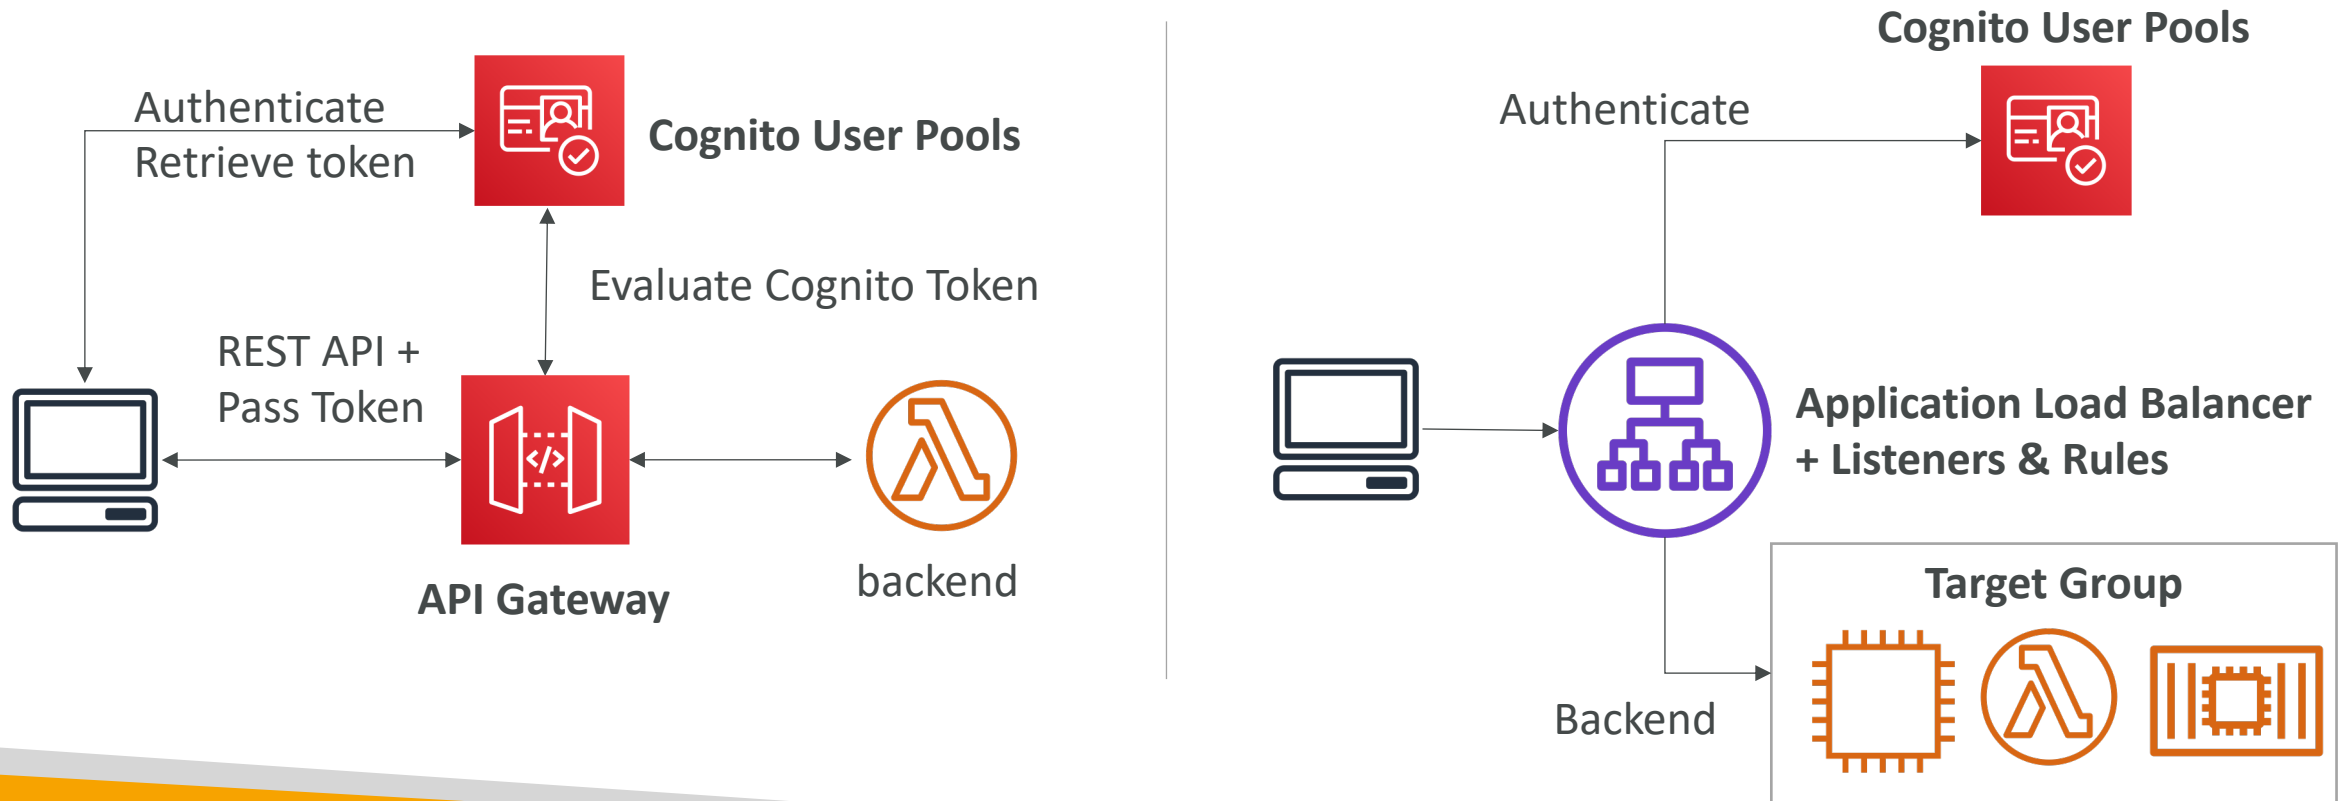 Authenticate
Retrieve token
Cognito User Pools
Evaluate Cognito Token
REST API +
Pass Token
</>
API Gateway
backend
Cognito User Pools
Authenticate
Application Load Balancer
+ Listeners & Rules
Target Group
Backend